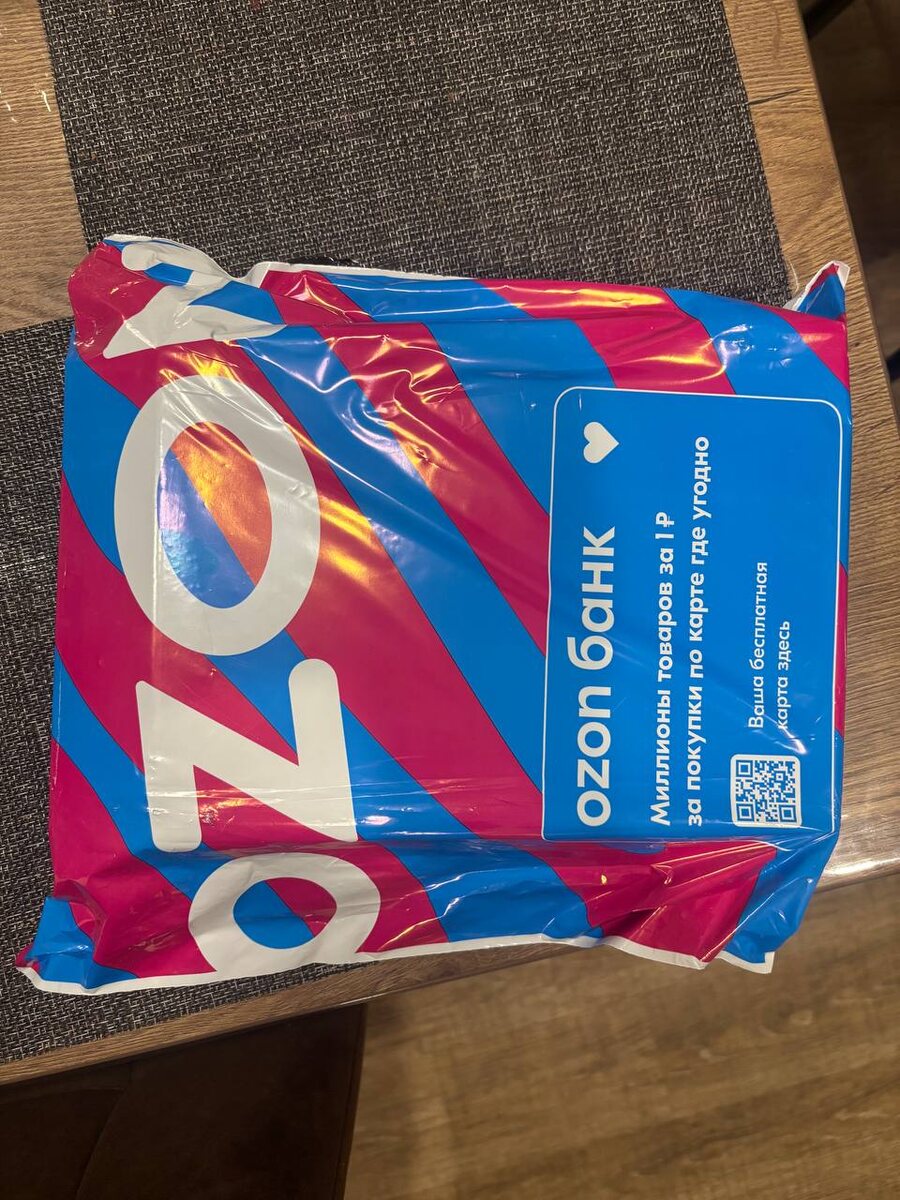 ozon
ozon банк
Миллионы товаров за 1 ₽
за покупки по карте где угодно
Ваша бесплатная
карта здесь